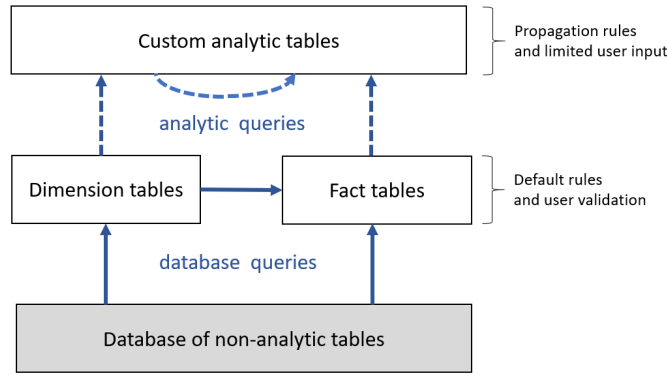 Custom analytic tables
Propagation rules
and limited user input
analytic queries
Dimension tables
Fact tables
Default rules
and user validation
database queries
Database of non-analytic tables